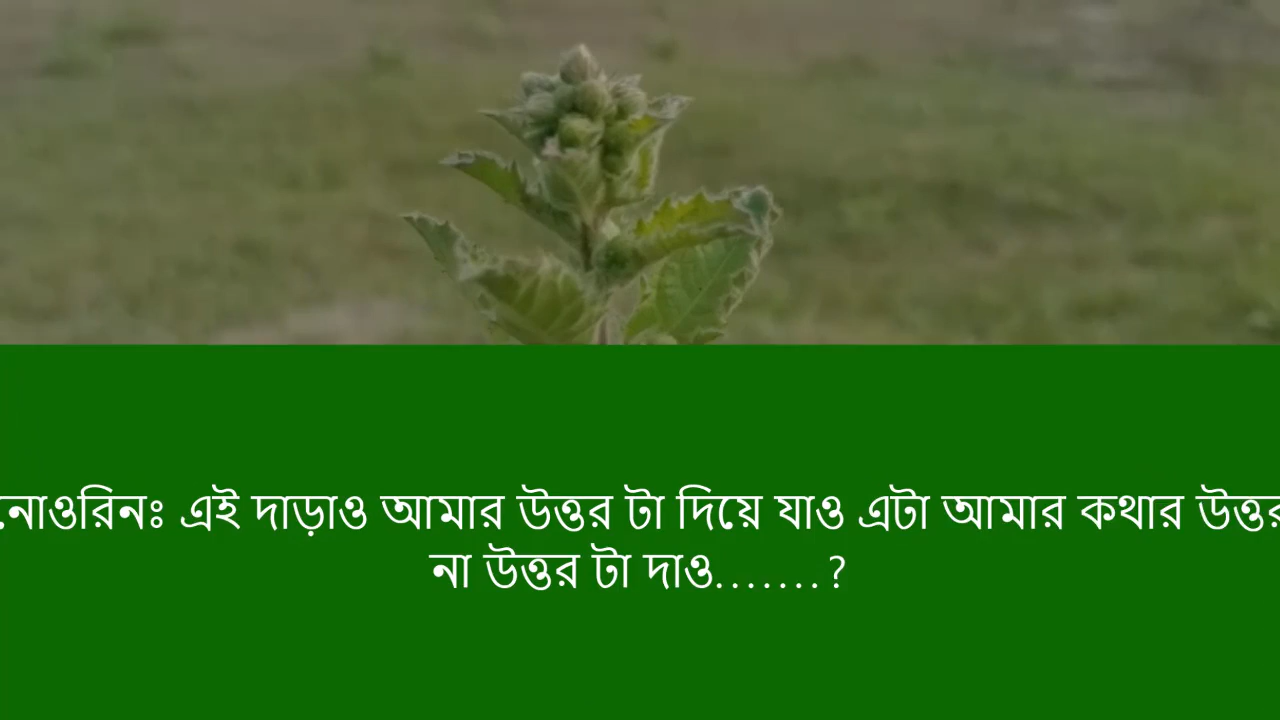 নোওরিনঃ এই দাড়াও আমার উত্তর টা দিয়ে যাও এটা আমার কথার উত্তর
না উত্তর টা দাও.......?